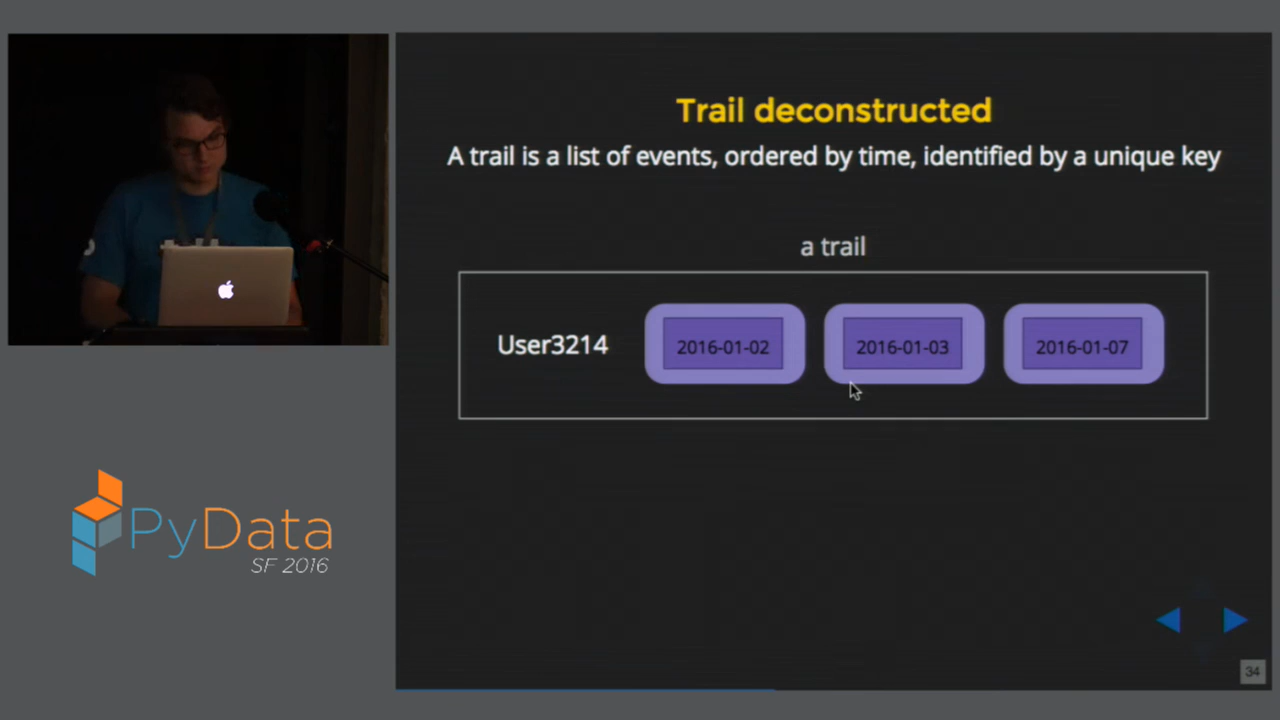 Trail deconstructed
A trail is a list of events, ordered by time, identified by a unique key
a trail
User3214 2016-01-02 2016-01-03 2016-01-07
PyData
SF 2016
34